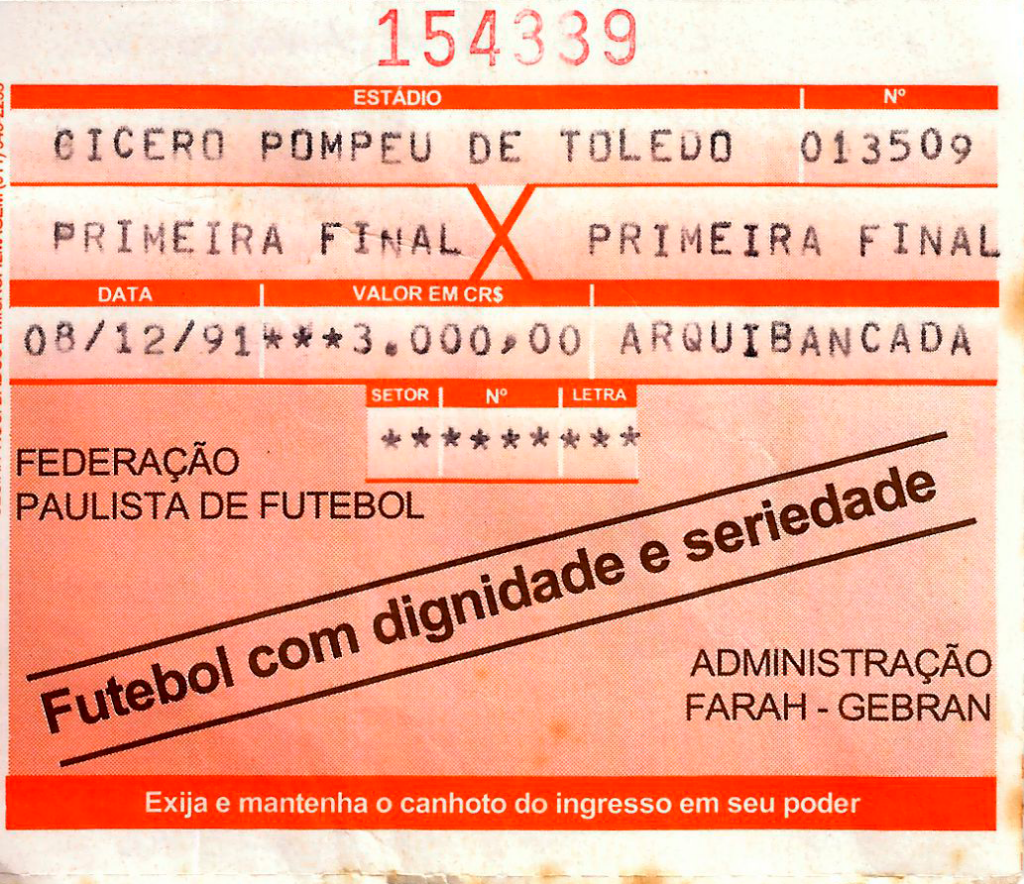 154339
ESTÁDIO Nº
CICERO POMPEU DE TOLEDO 013509
PRIMEIRA FINAL X PRIMEIRA FINAL
DATA VALOR EM CR$
08/12/91 ***3.000,00 ARQUIBANCADA
SETOR Nº LETRA
*********
FEDERAÇÃO
PAULISTA DE FUTEBOL
Futebol com dignidade e seriedade
ADMINISTRAÇÃO
FARAH - GEBRAN
Exija e mantenha o canhoto do ingresso em seu poder